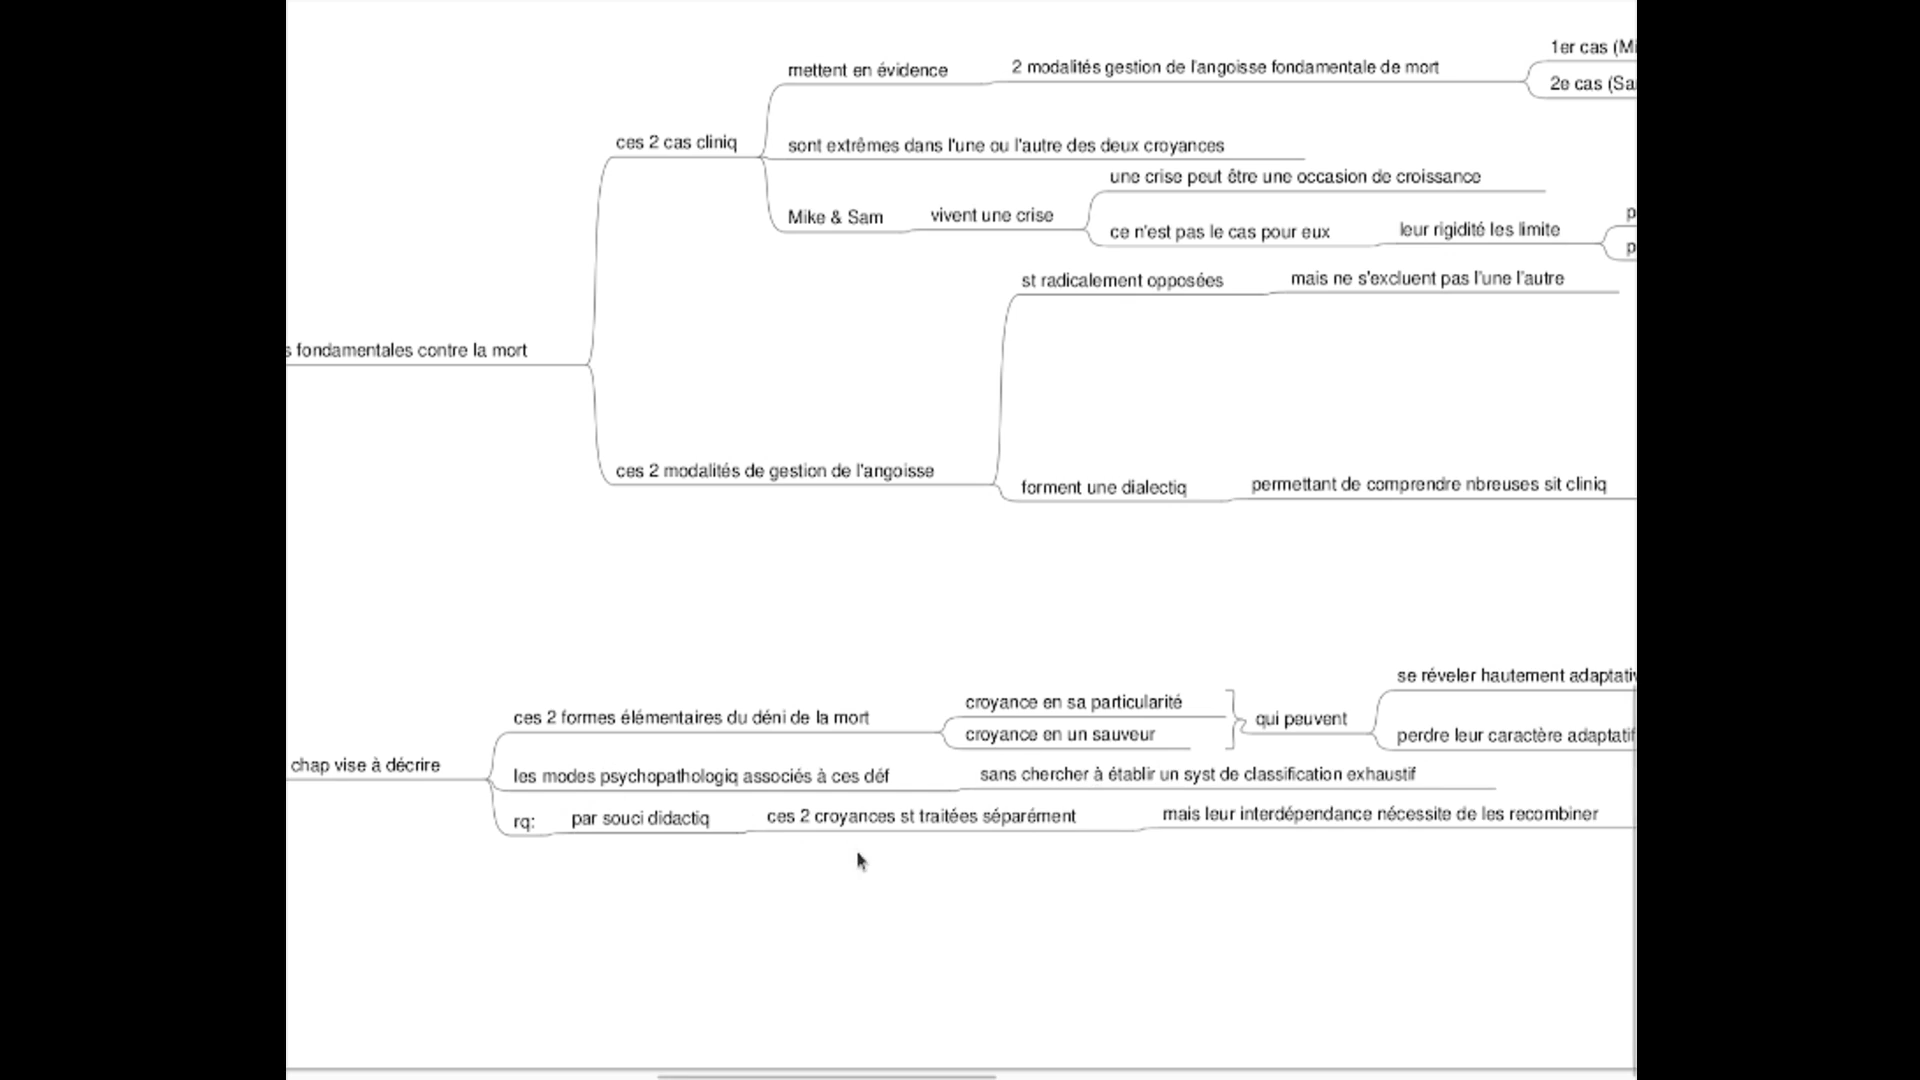 1er cas (Mi
mettent en évidence
2 modalités gestion de l'angoisse fondamentale de mort
2e cas (Sa
ces 2 cas cliniq
sont extrêmes dans l'une ou l'autre des deux croyances
une crise peut être une occasion de croissance
Mike & Sam
vivent une crise
p
ce n'est pas le cas pour eux
leur rigidité les limite
p
st radicalement opposées
mais ne s'excluent pas l'une l'autre
s fondamentales contre la mort
ces 2 modalités de gestion de l'angoisse
forment une dialectiq
permettant de comprendre nbreuses sit cliniq
se réveler hautement adaptativ
croyance en sa particularité
ces 2 formes élémentaires du déni de la mort
qui peuvent
croyance en un sauveur
perdre leur caractère adaptatif
chap vise à décrire
les modes psychopathologiq associés à ces déf
sans chercher à établir un syst de classification exhaustif
rq:
par souci didactiq
ces 2 croyances st traitées séparément
mais leur interdépendance nécessite de les recombiner